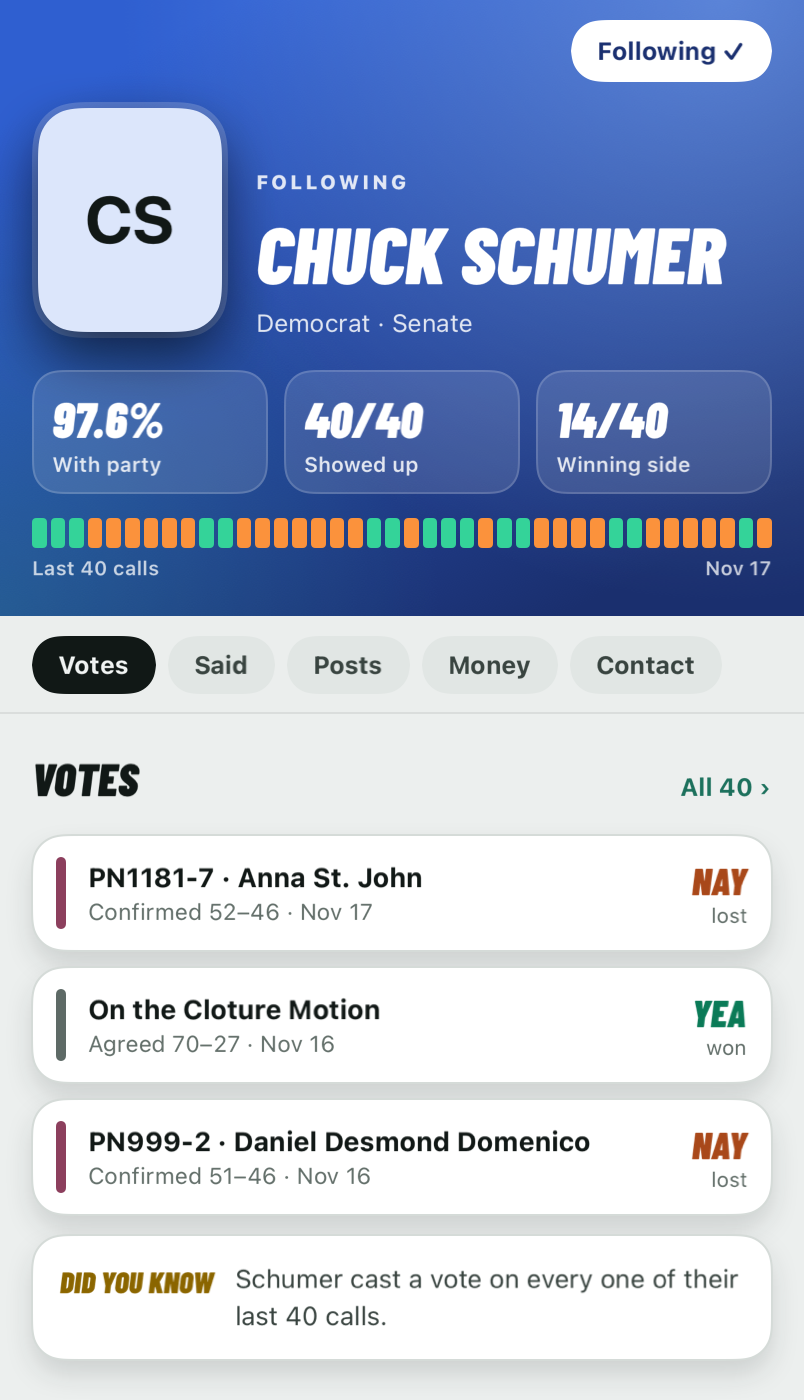 Following ✓
CS
FOLLOWING
CHUCK SCHUMER
Democrat · Senate
97.6%
With party
40/40
Showed up
14/40
Winning side
Last 40 calls
Nov 17
Votes
Said
Posts
Money
Contact
VOTES
All 40 ›
PN1181-7 · Anna St. John
Confirmed 52–46 · Nov 17
NAY
lost
On the Cloture Motion
Agreed 70–27 · Nov 16
YEA
won
PN999-2 · Daniel Desmond Domenico
Confirmed 51–46 · Nov 16
NAY
lost
DID YOU KNOW
Schumer cast a vote on every one of their
last 40 calls.